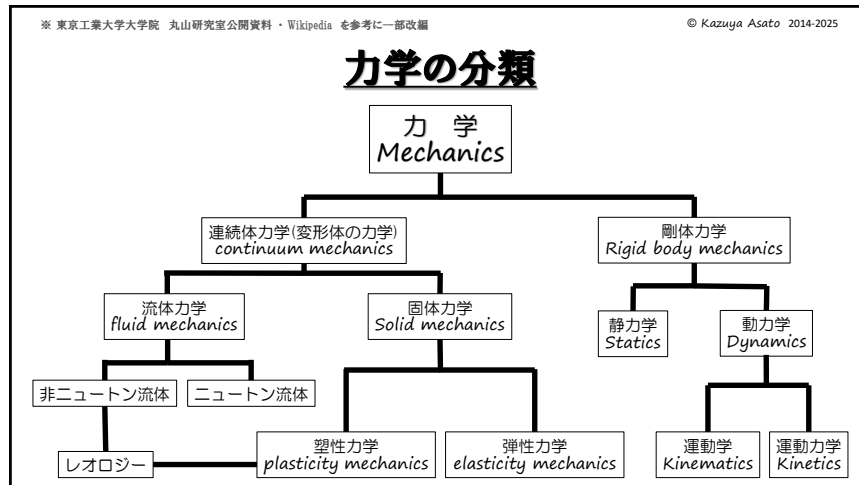 ※ 東京工業大学大学院 丸山研究室公開資料 ・ Wikipedia を参考に一部改編
© Kazuya Asato 2014-2025
力学の分類
力 学
Mechanics
連続体力学(変形体の力学)
continuum mechanics
剛体力学
Rigid body mechanics
流体力学
fluid mechanics
固体力学
Solid mechanics
静力学
Statics
動力学
Dynamics
非ニュートン流体
ニュートン流体
レオロジー
塑性力学
plasticity mechanics
弾性力学
elasticity mechanics
運動学
Kinematics
運動力学
Kinetics